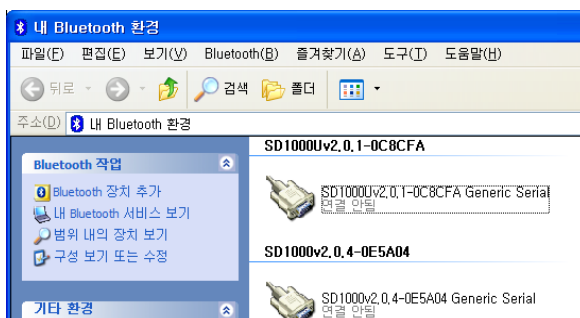 내 Bluetooth 환경
파일(F) 편집(E) 보기(V) Bluetooth(B) 즐겨찾기(A) 도구(T) 도움말(H)
뒤로 검색 폴더
주소(D) 내 Bluetooth 환경
SD1000Uv2.0.1-0C8CFA
Bluetooth 작업
SD1000Uv2.0.1-0C8CFA Generic Serial
연결 안됨
Bluetooth 장치 추가
내 Bluetooth 서비스 보기
범위 내의 장치 보기
구성 보기 또는 수정
SD1000v2.0.4-0E5A04
기타 환경
SD1000v2.0.4-0E5A04 Generic Serial
연결 안됨